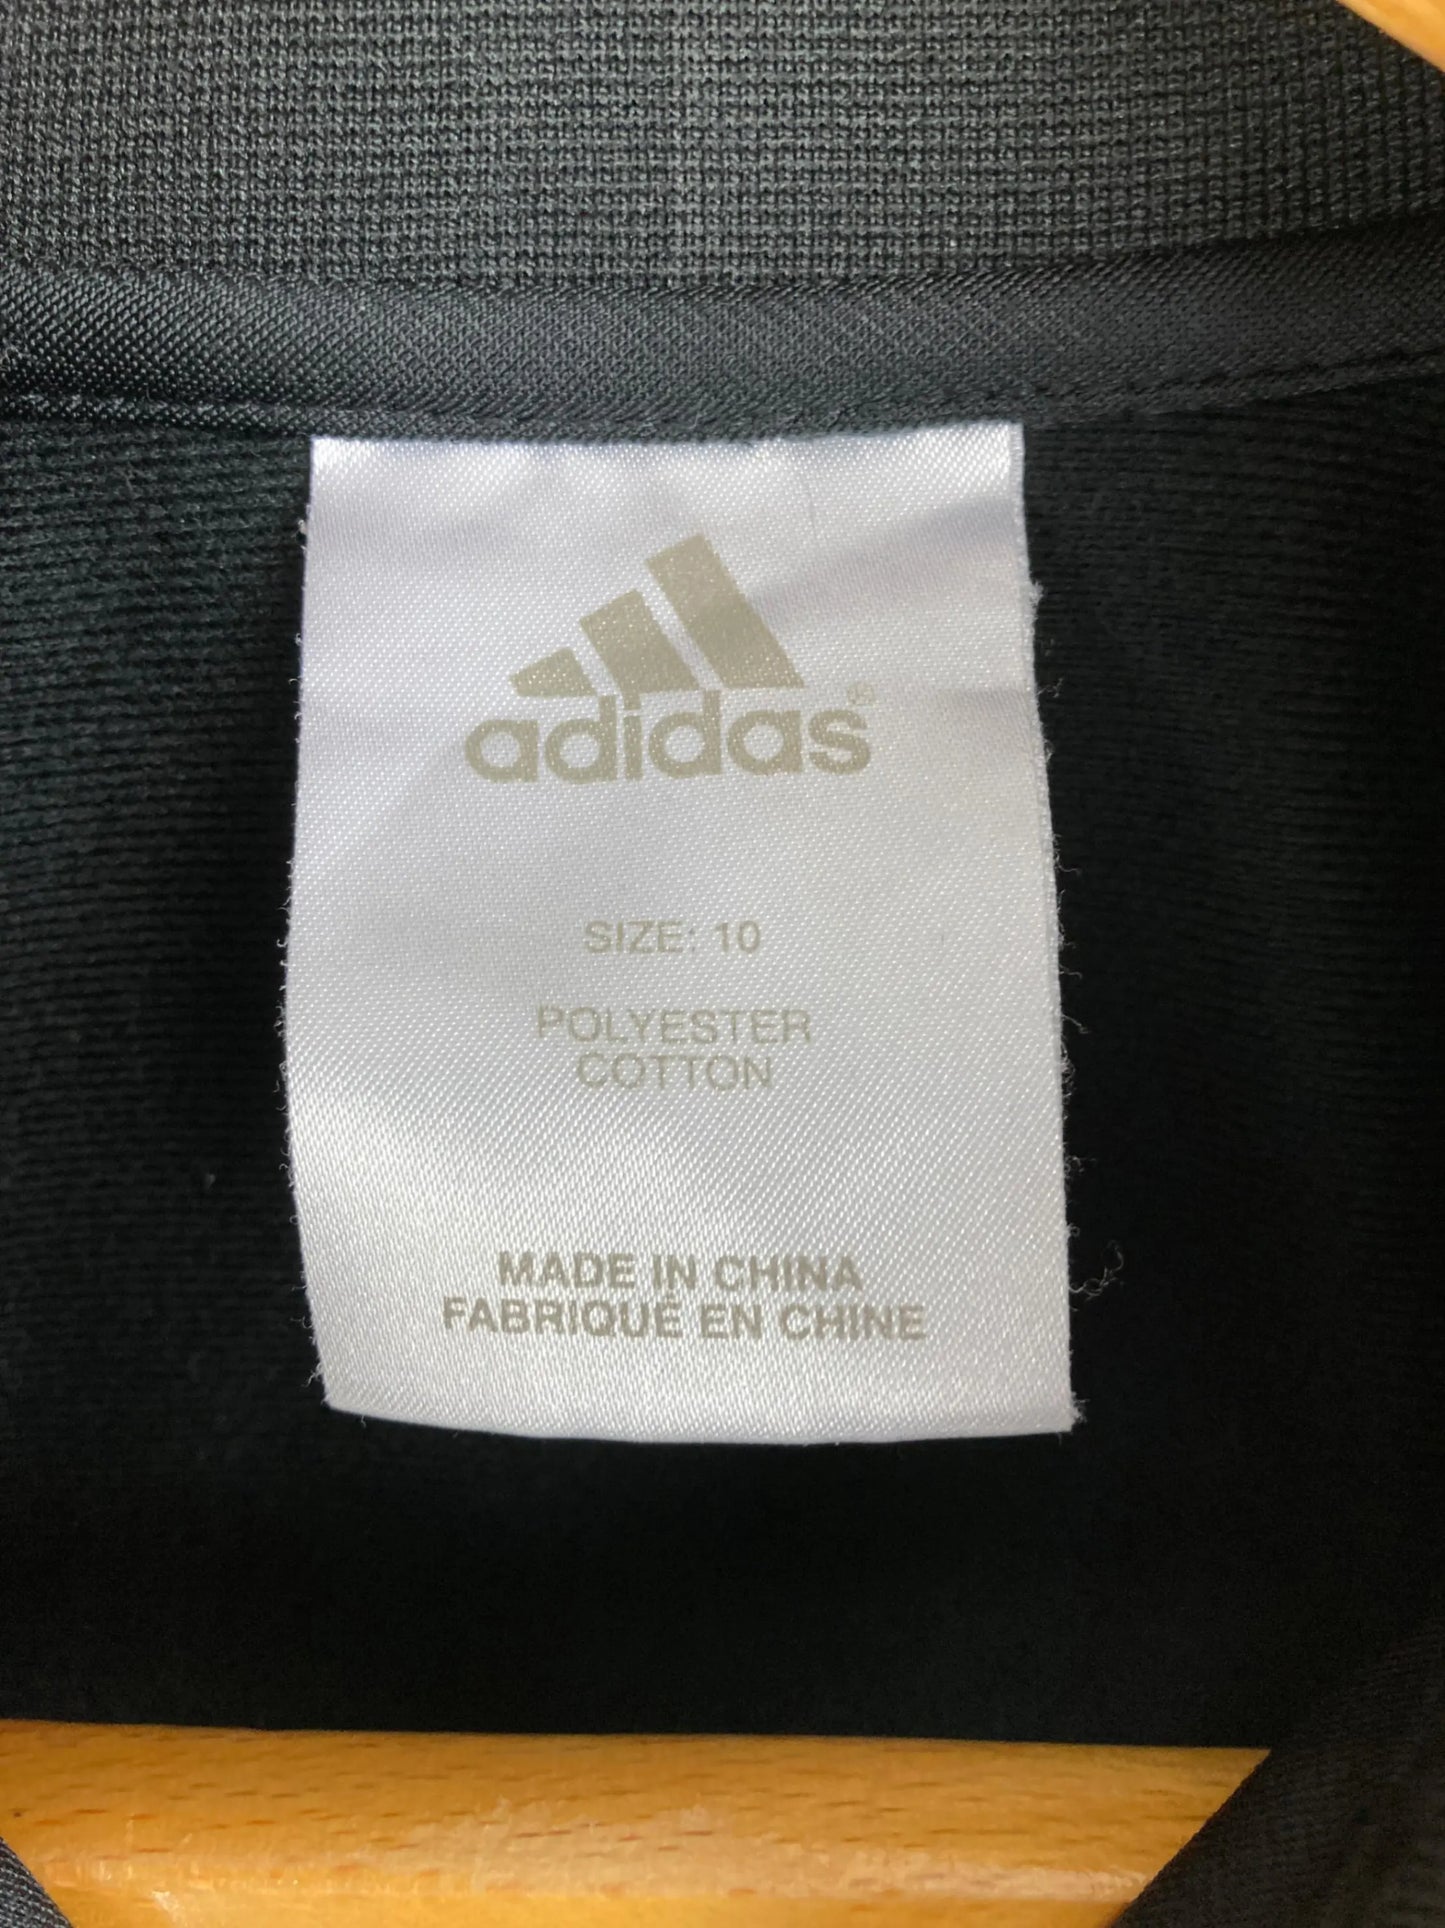 adidas®
SIZE: 10
POLYESTER
COTTON
MADE IN CHINA
FABRIQUÉ EN CHINE